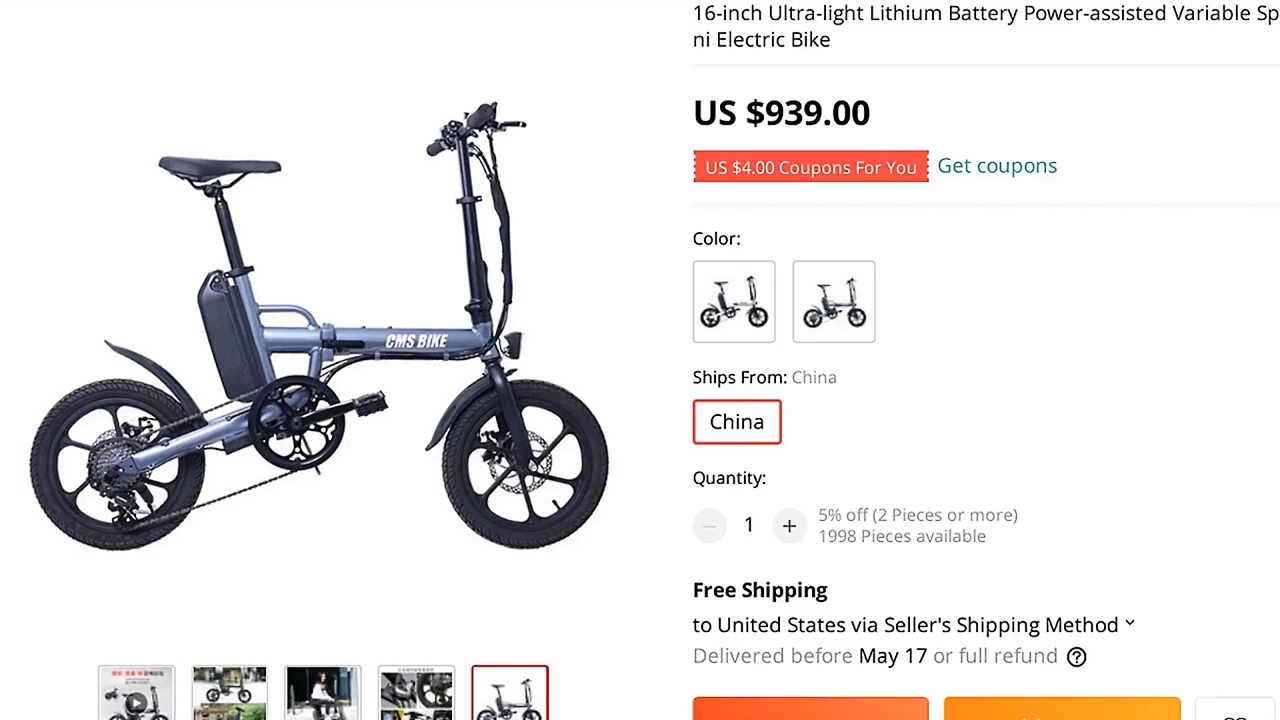 16-inch Ultra-light Lithium Battery Power-assisted Variable Sp
ni Electric Bike
US $939.00
US $4.00 Coupons For You Get coupons
Color:
CMS BIKE
Ships From: China
China
Quantity:
1
5% off (2 Pieces or more)
1998 Pieces available
Free Shipping
to United States via Seller's Shipping Method
Delivered before May 17 or full refund